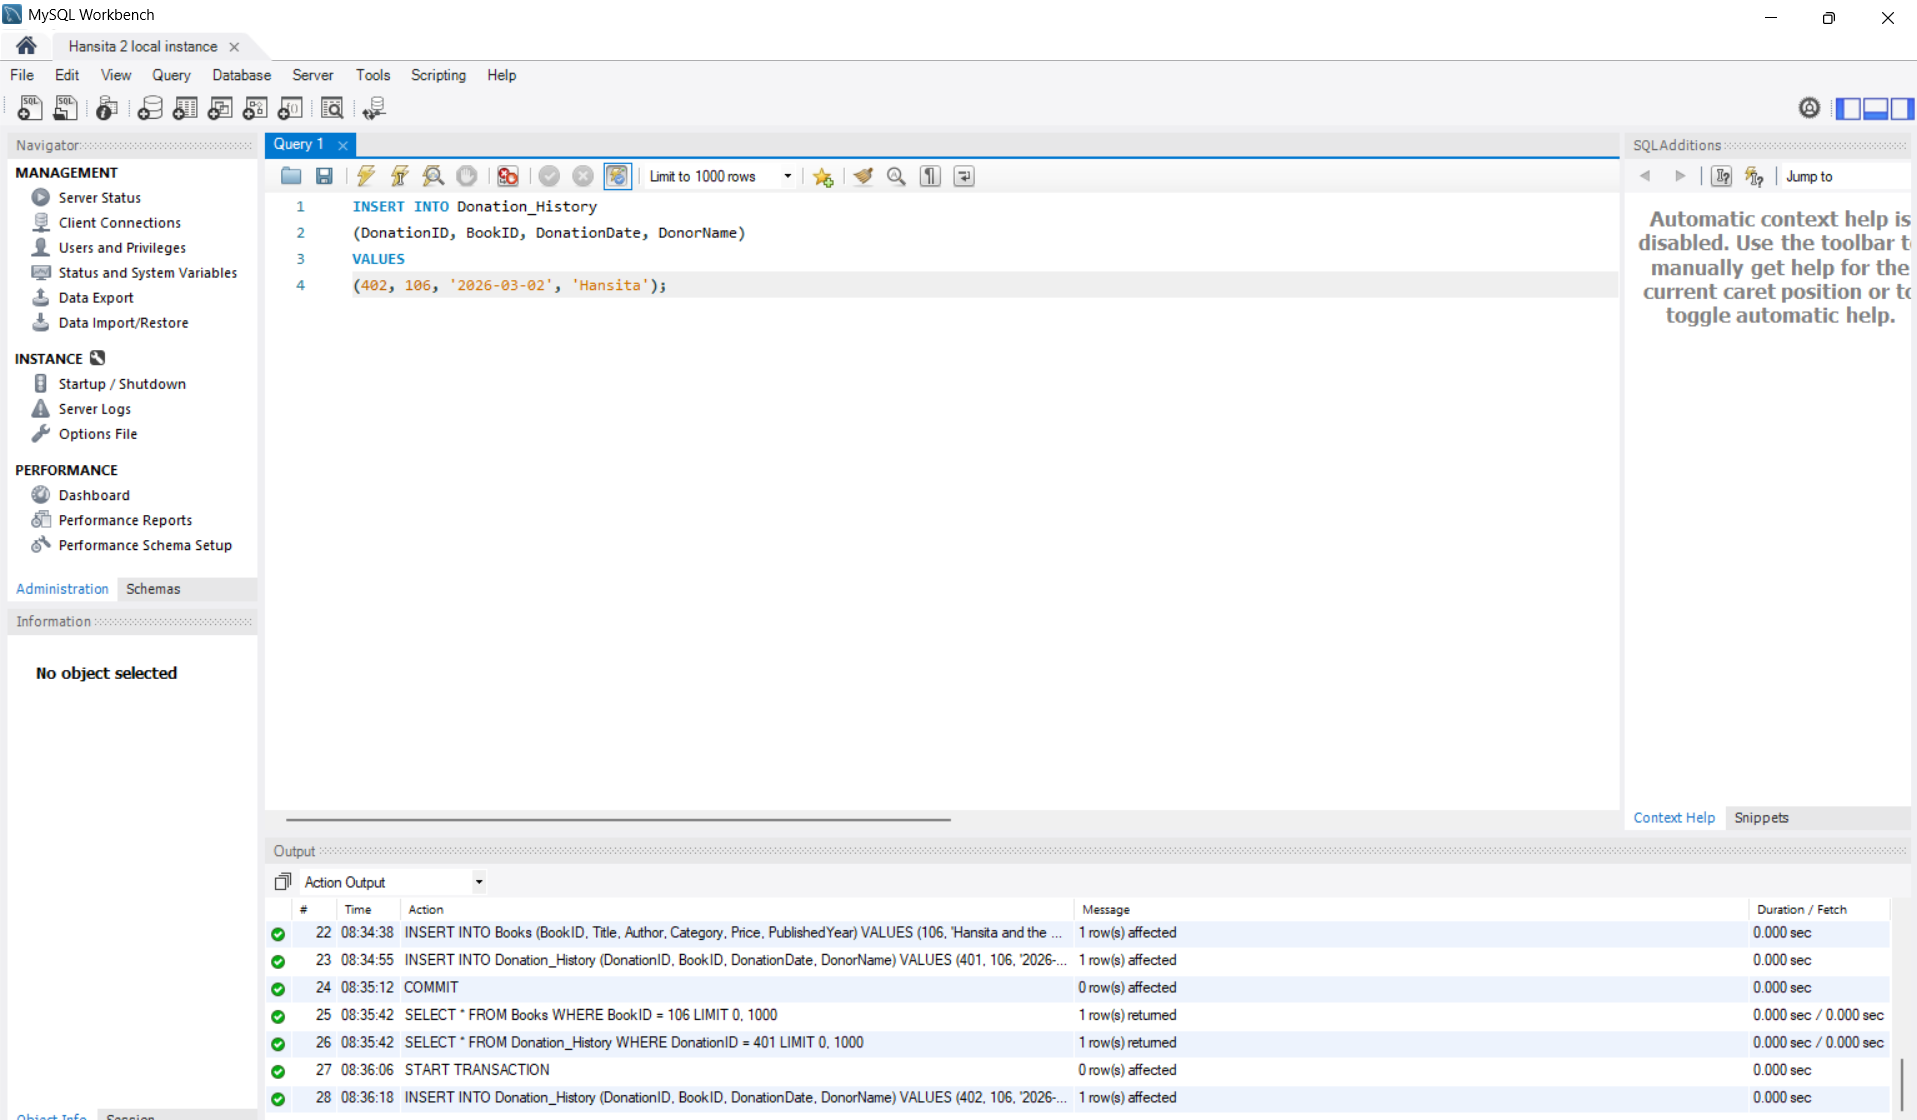 MySQL Workbench
Hansita 2 local instance
File Edit View Query Database Server Tools Scripting Help
Navigator
MANAGEMENT
Server Status
Client Connections
Users and Privileges
Status and System Variables
Data Export
Data Import/Restore
INSTANCE
Startup / Shutdown
Server Logs
Options File
PERFORMANCE
Dashboard
Performance Reports
Performance Schema Setup
Administration Schemas
Information
No object selected
Object Info Session
Query 1
Limit to 1000 rows
1 INSERT INTO Donation_History
2 (DonationID, BookID, DonationDate, DonorName)
3 VALUES
4 (402, 106, '2026-03-02', 'Hansita');
SQLAdditions
Jump to
Automatic context help is
disabled. Use the toolbar t
manually get help for the
current caret position or to
toggle automatic help.
Context Help Snippets
Output
Action Output
# Time Action Message Duration / Fetch
22 08:34:38 INSERT INTO Books (BookID, Title, Author, Category, Price, PublishedYear) VALUES (106, 'Hansita and the ... 1 row(s) affected 0.000 sec
23 08:34:55 INSERT INTO Donation_History (DonationID, BookID, DonationDate, DonorName) VALUES (401, 106, '2026-... 1 row(s) affected 0.000 sec
24 08:35:12 COMMIT 0 row(s) affected 0.000 sec
25 08:35:42 SELECT * FROM Books WHERE BookID = 106 LIMIT 0, 1000 1 row(s) returned 0.000 sec / 0.000 sec
26 08:35:42 SELECT * FROM Donation_History WHERE DonationID = 401 LIMIT 0, 1000 1 row(s) returned 0.000 sec / 0.000 sec
27 08:36:06 START TRANSACTION 0 row(s) affected 0.000 sec
28 08:36:18 INSERT INTO Donation_History (DonationID, BookID, DonationDate, DonorName) VALUES (402, 106, '2026-... 1 row(s) affected 0.000 sec